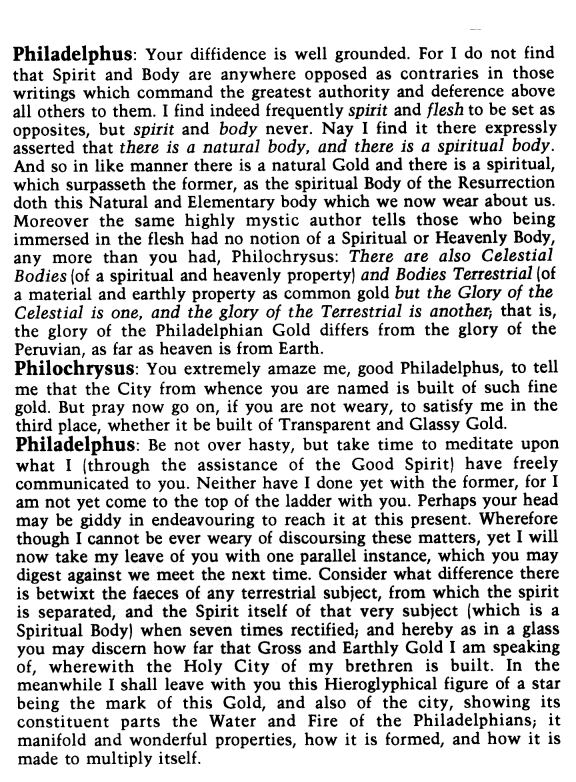 Philadelphus: Your diffidence is well grounded. For I do not find
that Spirit and Body are anywhere opposed as contraries in those
writings which command the greatest authority and deference above
all others to them. I find indeed frequently spirit and flesh to be set as
opposites, but spirit and body never. Nay I find it there expressly
asserted that there is a natural body, and there is a spiritual body.
And so in like manner there is a natural Gold and there is a spiritual,
which surpasseth the former, as the spiritual Body of the Resurrection
doth this Natural and Elementary body which we now wear about us.
Moreover the same highly mystic author tells those who being
immersed in the flesh had no notion of a Spiritual or Heavenly Body,
any more than you had, Philochrysus: There are also Celestial
Bodies (of a spiritual and heavenly property) and Bodies Terrestrial (of
a material and earthly property as common gold but the Glory of the
Celestial is one, and the glory of the Terrestrial is another; that is,
the glory of the Philadelphian Gold differs from the glory of the
Peruvian, as far as heaven is from Earth.
Philochrysus: You extremely amaze me, good Philadelphus, to tell
me that the City from whence you are named is built of such fine
gold. But pray now go on, if you are not weary, to satisfy me in the
third place, whether it be built of Transparent and Glassy Gold.
Philadelphus: Be not over hasty, but take time to meditate upon
what I (through the assistance of the Good Spirit) have freely
communicated to you. Neither have I done yet with the former, for I
am not yet come to the top of the ladder with you. Perhaps your head
may be giddy in endeavouring to reach it at this present. Wherefore
though I cannot be ever weary of discoursing these matters, yet I will
now take my leave of you with one parallel instance, which you may
digest against we meet the next time. Consider what difference there
is betwixt the faeces of any terrestrial subject, from which the spirit
is separated, and the Spirit itself of that very subject (which is a
Spiritual Body) when seven times rectified; and hereby as in a glass
you may discern how far that Gross and Earthly Gold I am speaking
of, wherewith the Holy City of my brethren is built. In the
meanwhile I shall leave with you this Hieroglyphical figure of a star
being the mark of this Gold, and also of the city, showing its
constituent parts the Water and Fire of the Philadelphians; it
manifold and wonderful properties, how it is formed, and how it is
made to multiply itself.